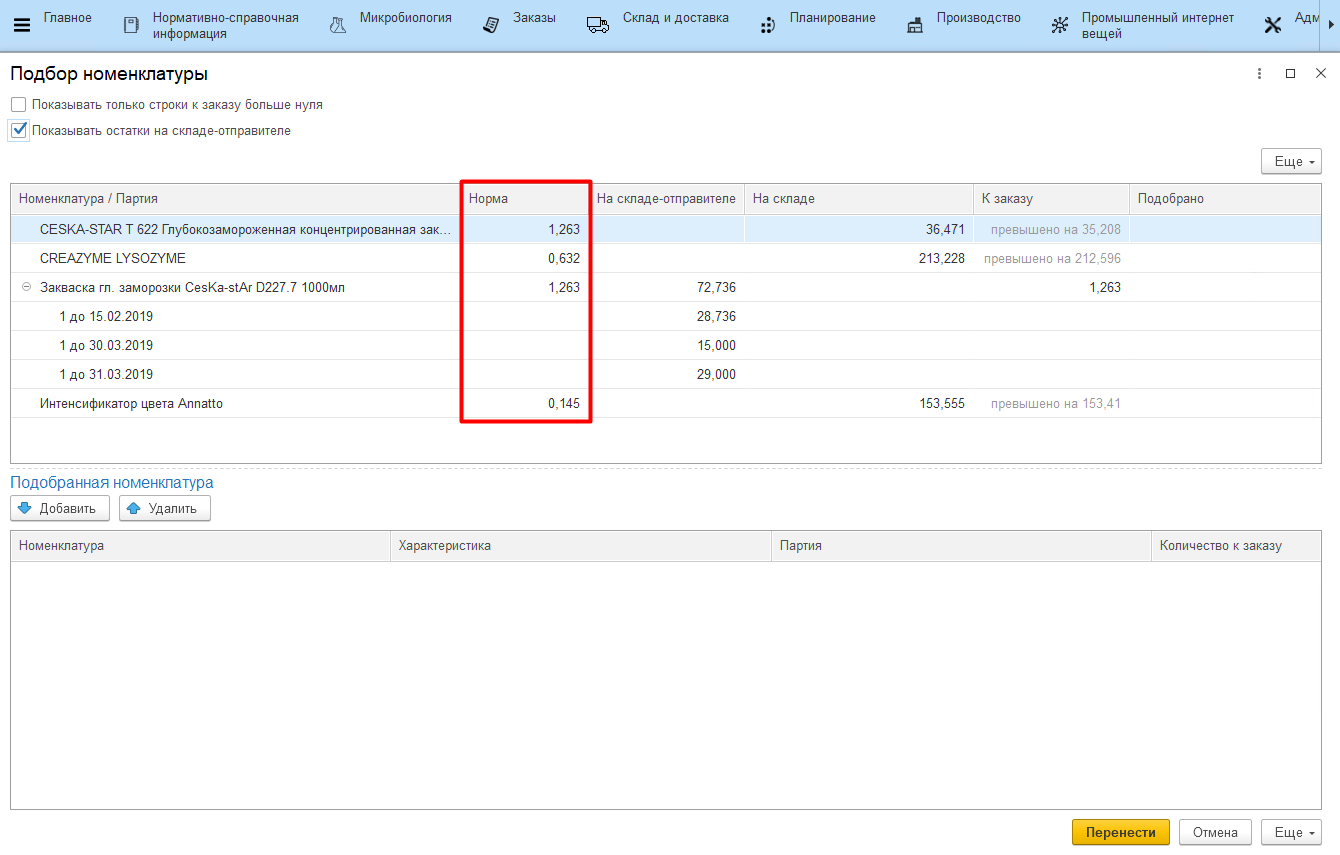 Главное
Нормативно-справочная
информация
Микробиология
Заказы
Склад и доставка
Планирование
Производство
Промышленный интернет
вещей
Адм
Подбор номенклатуры
Показывать только строки к заказу больше нуля
Показывать остатки на складе-отправителе
Еще
Номенклатура / Партия Норма На складе-отправителе На складе К заказу Подобрано
CESKA-STAR T 622 Глубокозамороженная концентрированная зак... 1,263 36,471 превышено на 35,208
CREAZYME LYSOZYME 0,632 213,228 превышено на 212,596
Закваска гл. заморозки CesKa-stAr D227.7 1000мл 1,263 72,736 1,263
1 до 15.02.2019 28,736
1 до 30.03.2019 15,000
1 до 31.03.2019 29,000
Интенсификатор цвета Annatto 0,145 153,555 превышено на 153,41
Подобранная номенклатура
Добавить Удалить
Номенклатура Характеристика Партия Количество к заказу
Перенести Отмена Еще